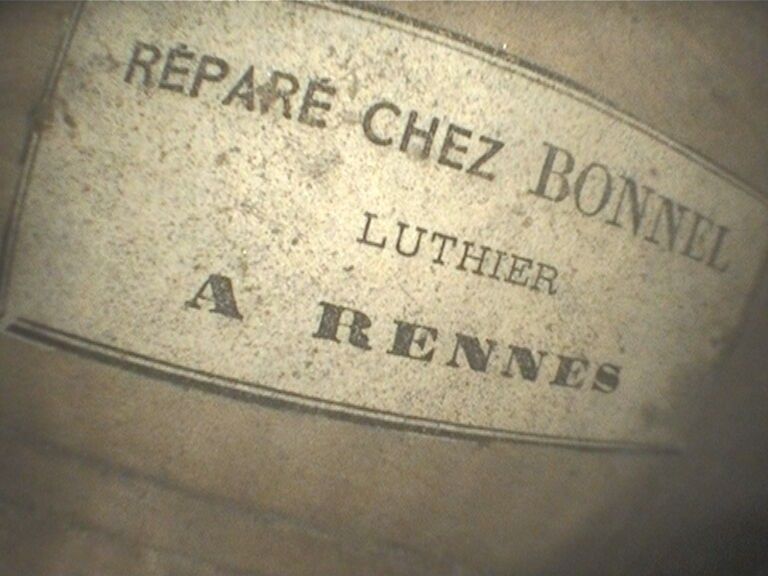 RÉPARÉ CHEZ BONNEL
LUTHIER
A RENNES